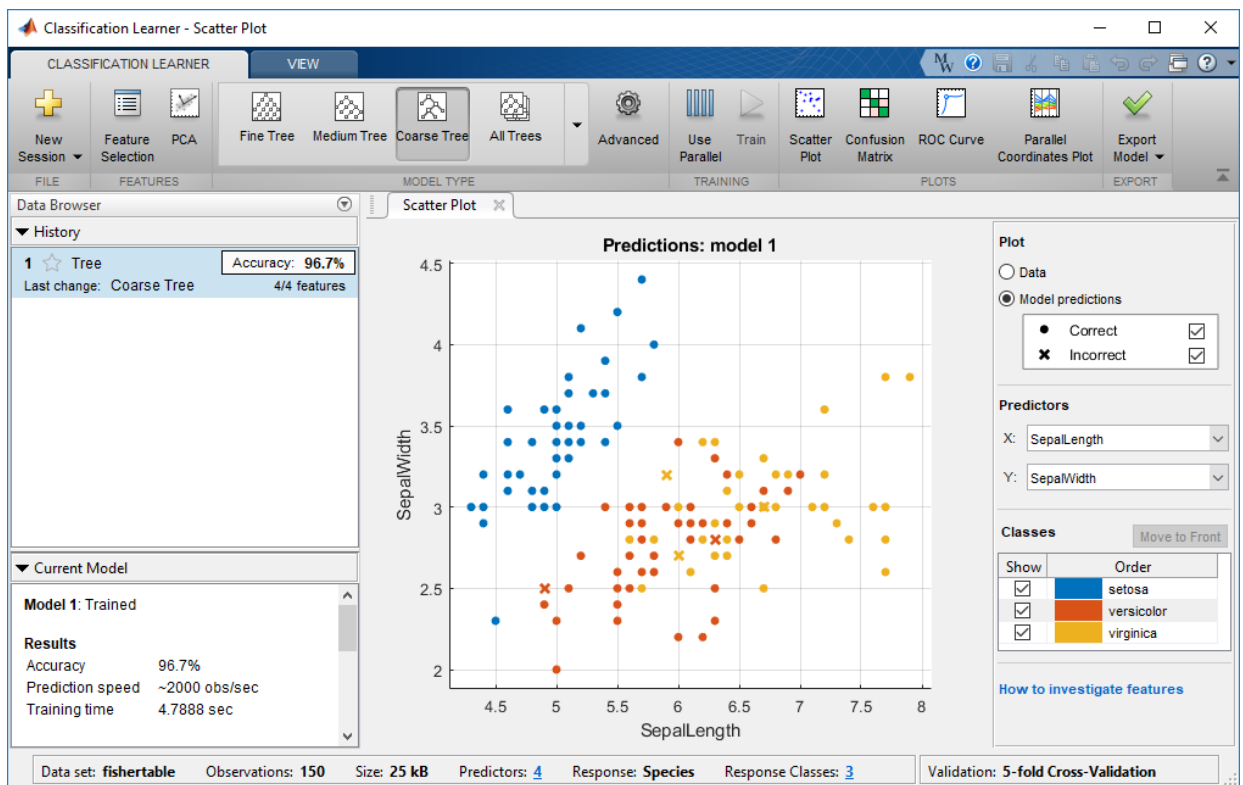 Classification Learner - Scatter Plot
CLASSIFICATION LEARNER VIEW
New Session
Feature Selection
PCA
Fine Tree
Medium Tree
Coarse Tree
All Trees
Advanced
Use Parallel
Train
Scatter Plot
Confusion Matrix
ROC Curve
Parallel Coordinates Plot
Export Model
FILE FEATURES MODEL TYPE TRAINING PLOTS EXPORT
Data Browser
History
1 Tree Accuracy: 96.7%
Last change: Coarse Tree 4/4 features
Current Model
Model 1: Trained
Results
Accuracy 96.7%
Prediction speed ~2000 obs/sec
Training time 4.7888 sec
Scatter Plot
Predictions: model 1
4.5
4
3.5
3
2.5
2
SepalWidth
4.5 5 5.5 6 6.5 7 7.5 8
SepalLength
Plot
Data
Model predictions
Correct
Incorrect
Predictors
X: SepalLength
Y: SepalWidth
Classes Move to Front
Show Order
setosa
versicolor
virginica
How to investigate features
Data set: fishertable Observations: 150 Size: 25 kB Predictors: 4 Response: Species Response Classes: 3 Validation: 5-fold Cross-Validation